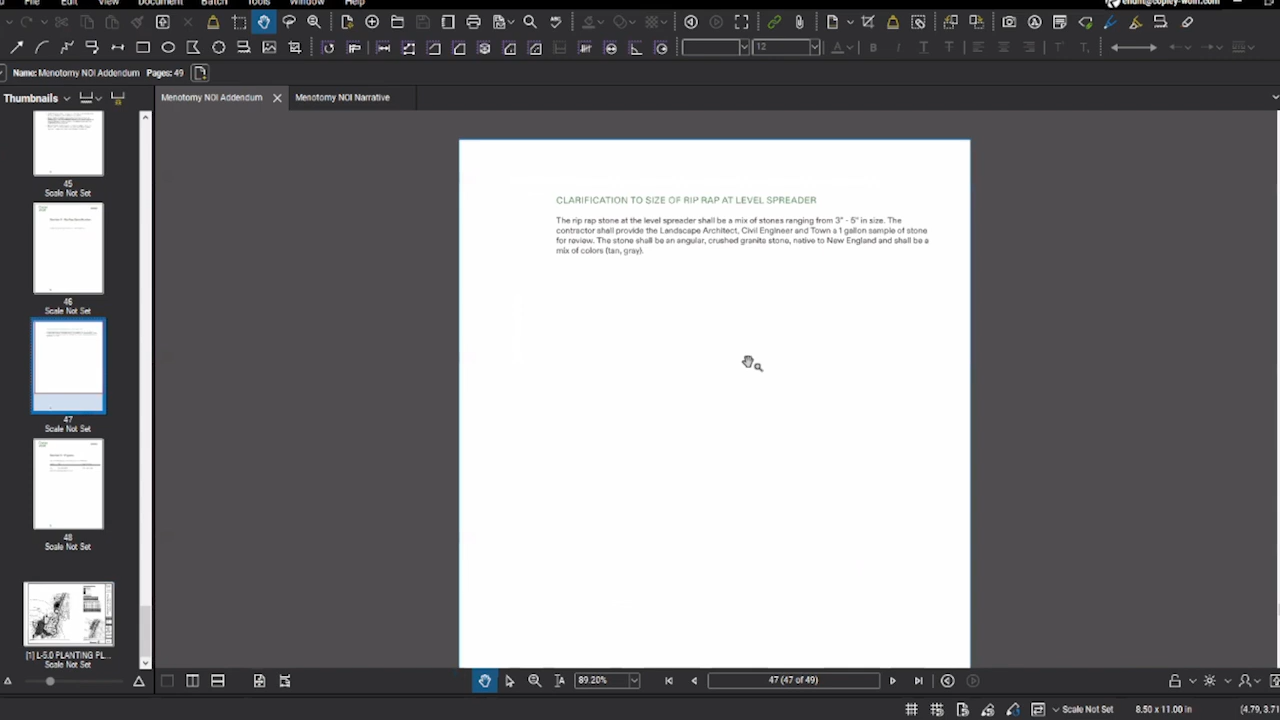 File Edit View Document Batch Tools Window Help
12
Name: Menotomy NOI Addendum Pages: 49
Thumbnails
Menotomy NOI Addendum
Menotomy NOI Narrative
45
Scale Not Set
46
Scale Not Set
47
Scale Not Set
48
Scale Not Set
[1] L-5.0 PLANTING PL...
Scale Not Set
CLARIFICATION TO SIZE OF RIP RAP AT LEVEL SPREADER
The rip rap stone at the level spreader shall be a mix of stones ranging from 3" - 5" in size. The
contractor shall provide the Landscape Architect, Civil Engineer and Town a 1 gallon sample of stone
for review. The stone shall be an angular, crushed granite stone, native to New England and shall be a
mix of colors (tan, gray).
89.20%
47 (47 of 49)
Scale Not Set
8.50 x 11.00 in